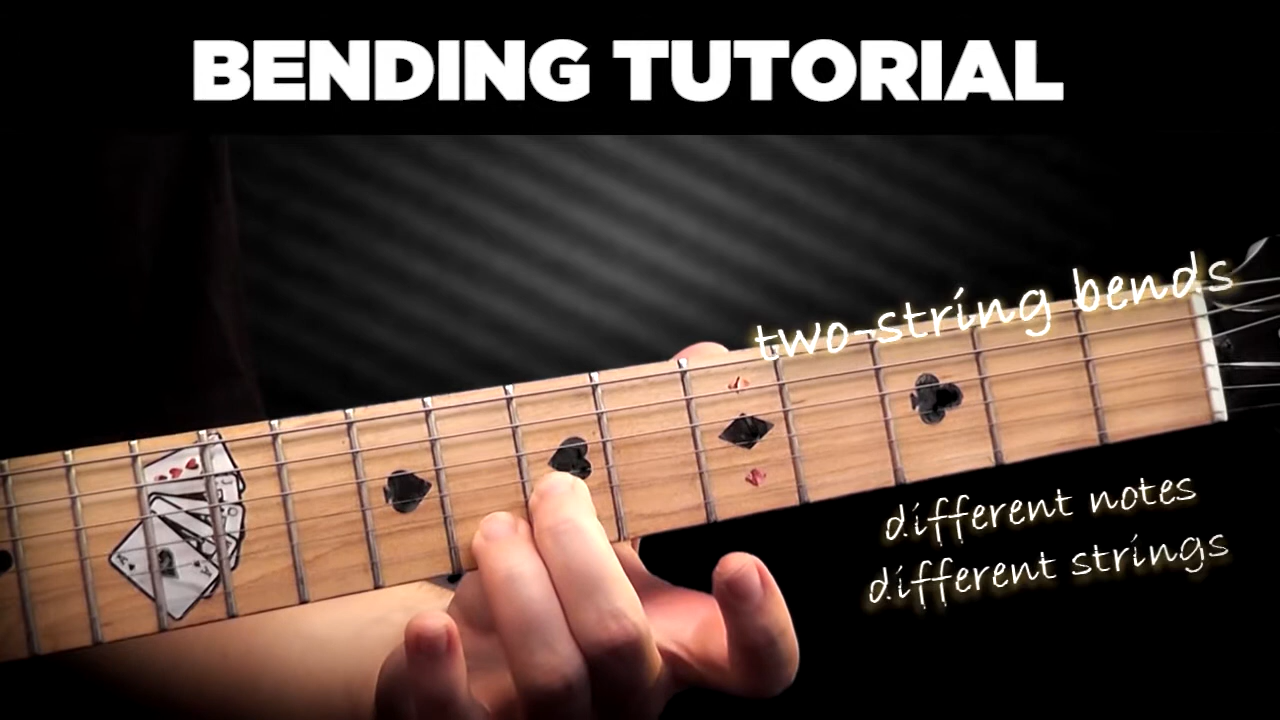 BENDING TUTORIAL
two-string bends
different notes
different strings